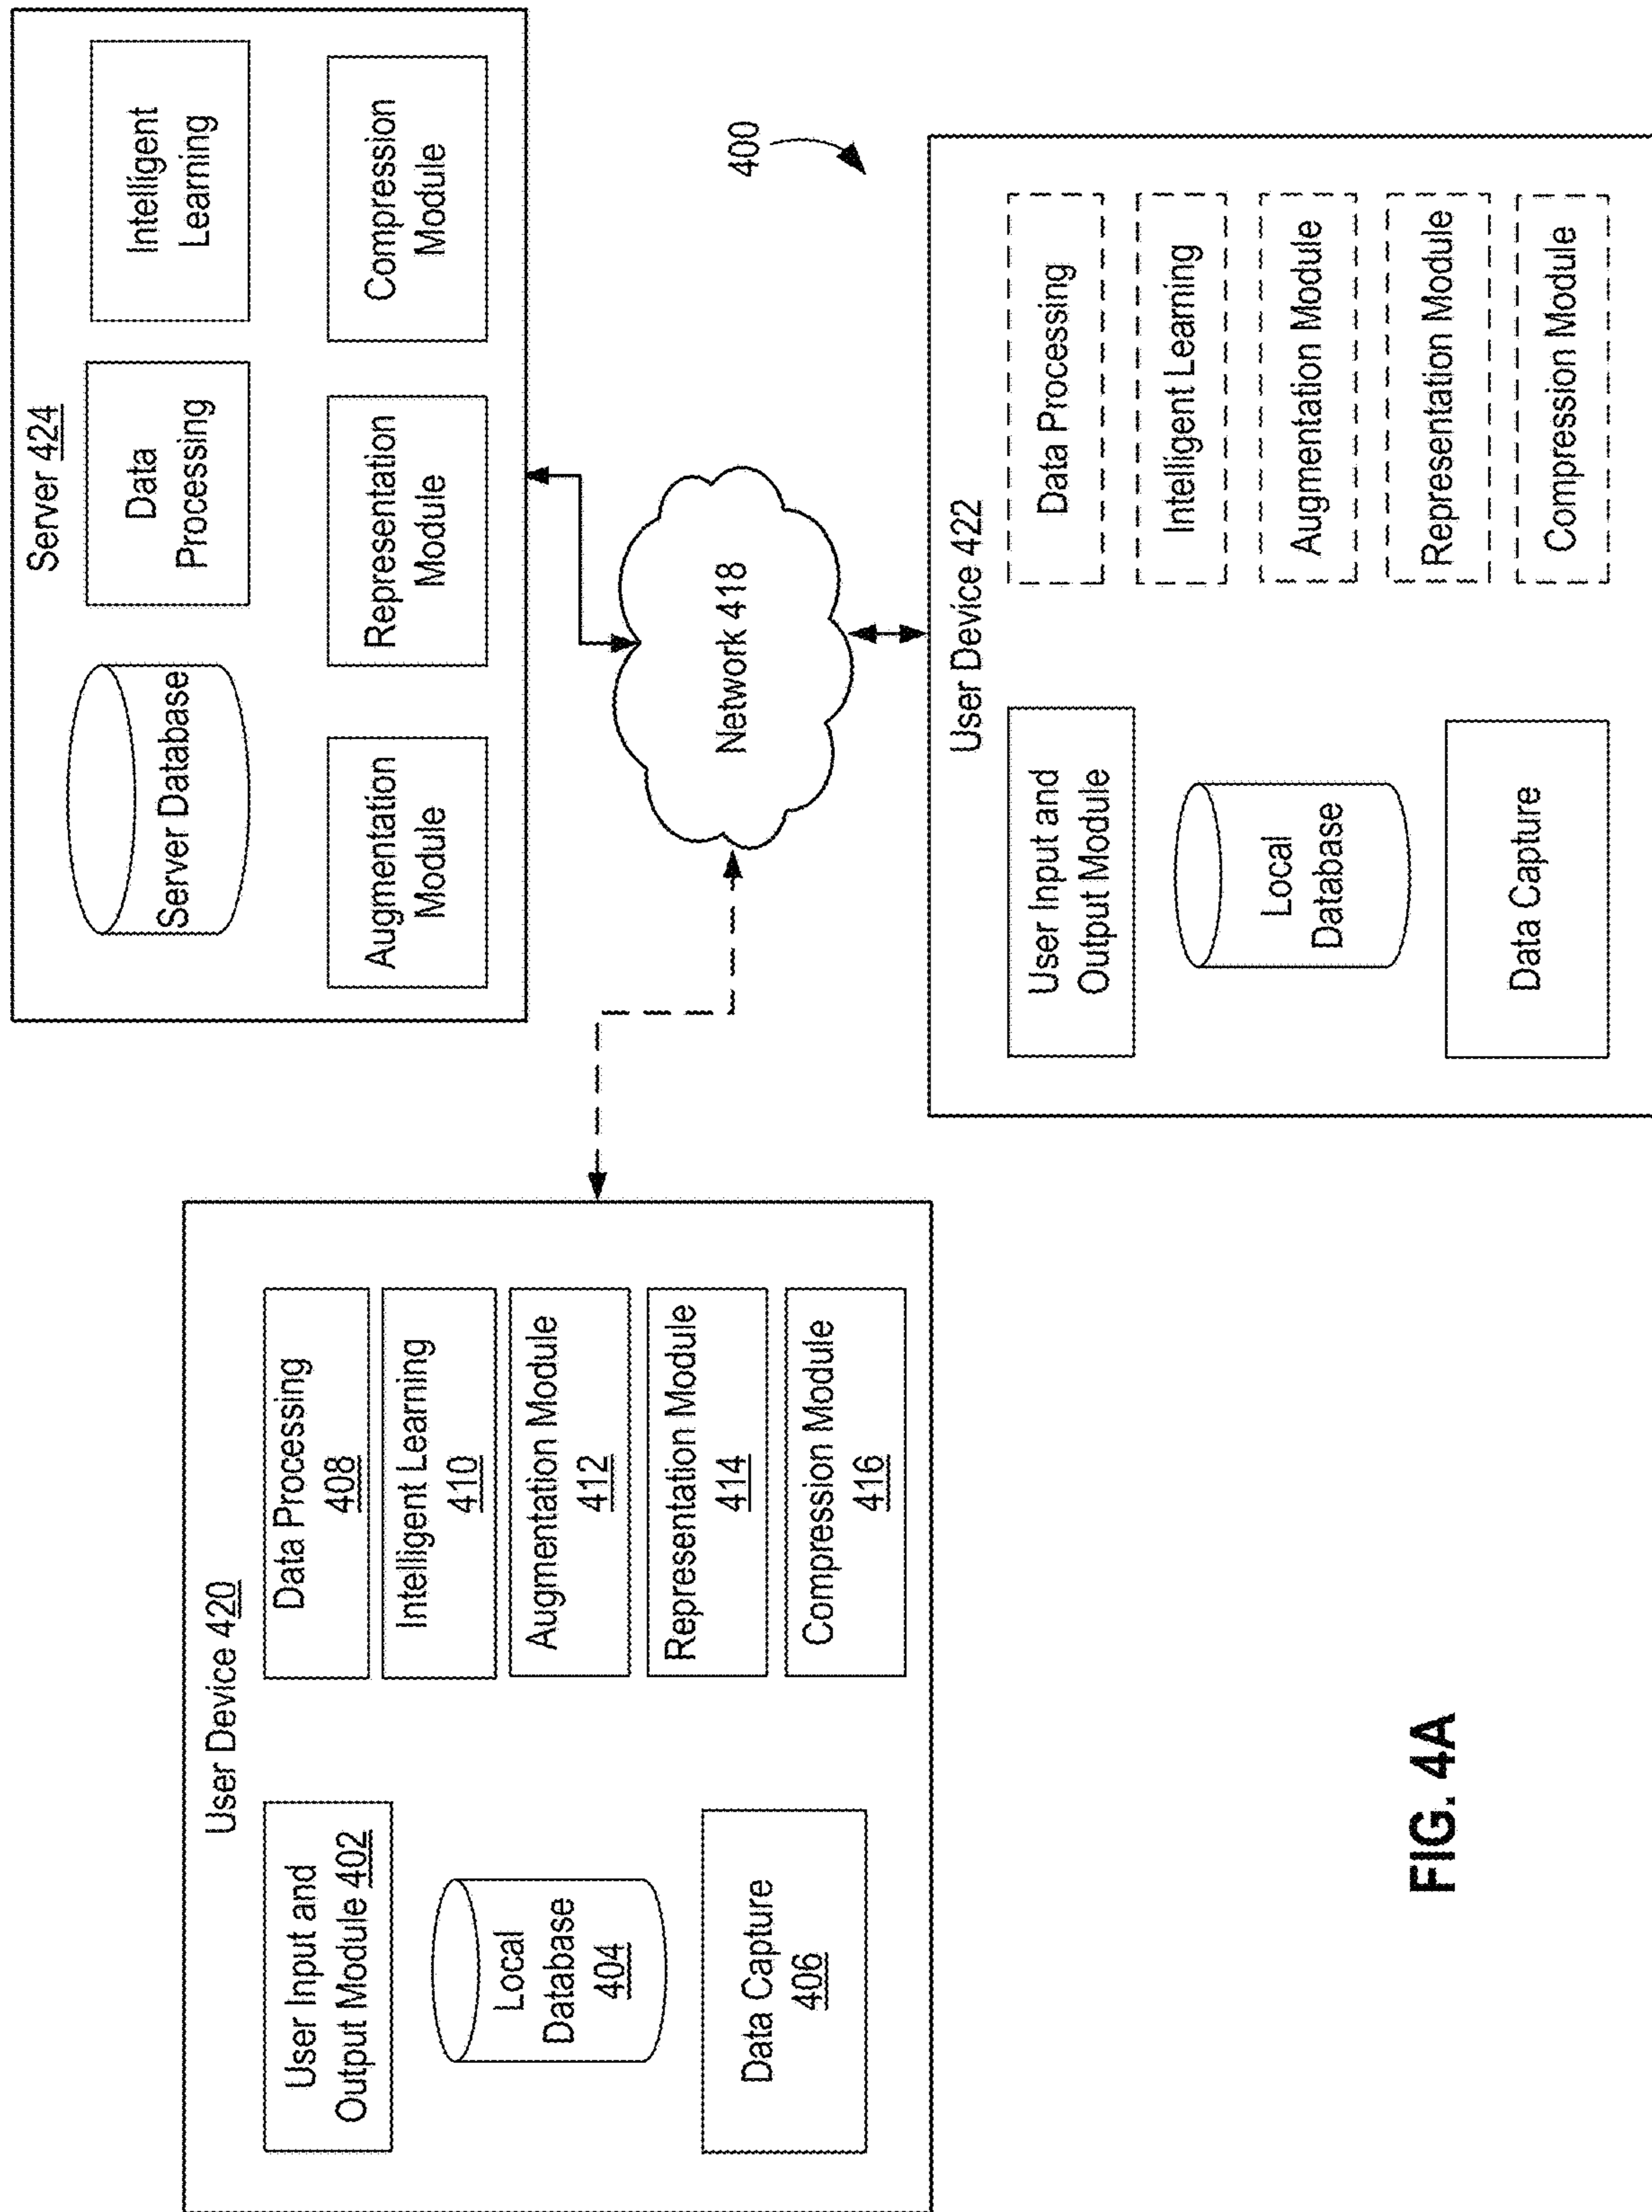 User Device 420
User Input and
Output Module 402
Local
Database
404
Data Capture
406
Data Processing
408
Intelligent Learning
410
Augmentation Module
412
Representation Module
414
Compression Module
416
Server 424
Server Database
Data
Processing
Intelligent
Learning
Augmentation
Module
Representation
Module
Compression
Module
Network 418
400
User Device 422
User Input and
Output Module
Local
Database
Data Capture
Data Processing
Intelligent Learning
Augmentation Module
Representation Module
Compression Module
FIG. 4A